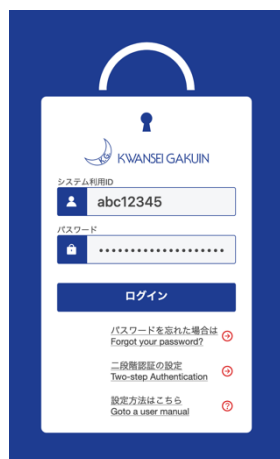 KWANSEI GAKUIN
システム利用ID
abc12345
パスワード
••••••••••••••••••••
ログイン
パスワードを忘れた場合は
Forgot your password?
二段階認証の設定
Two-step Authentication
設定方法はこちら
Goto a user manual